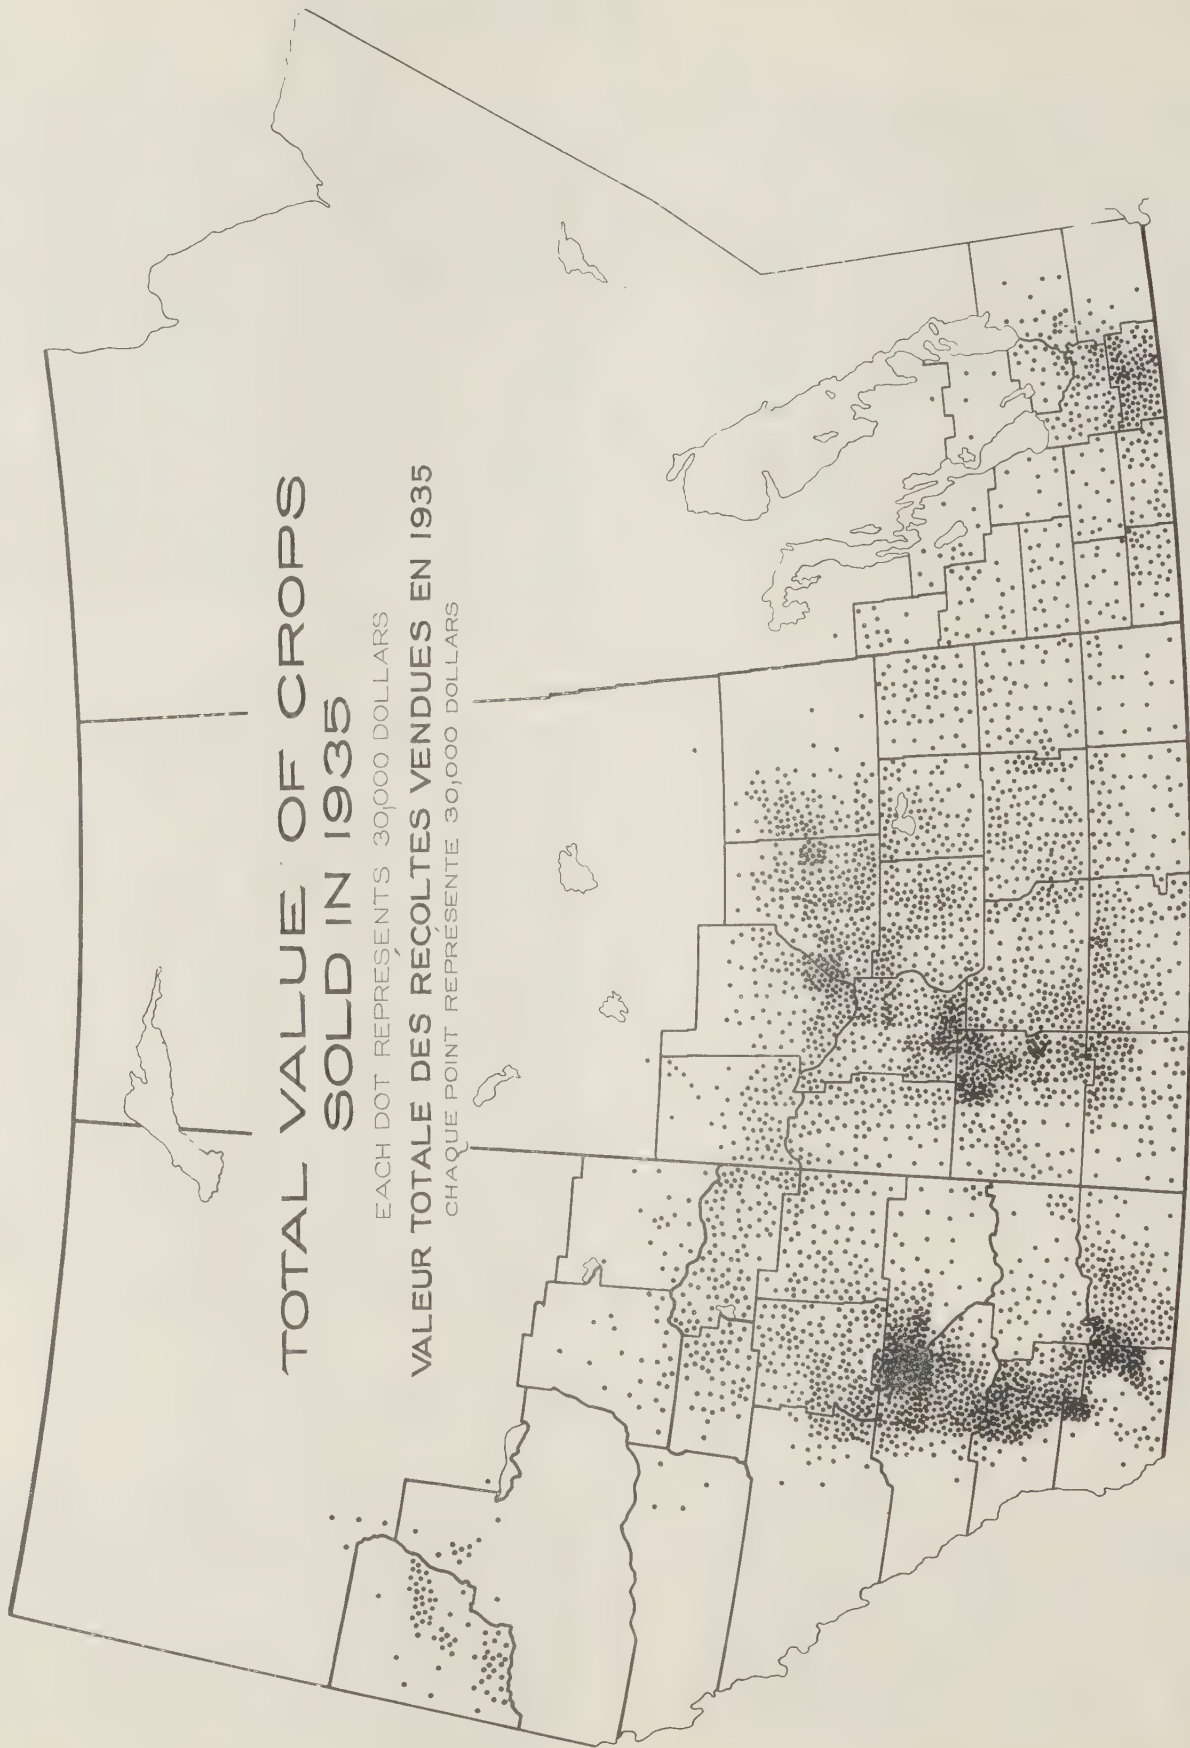 TOTAL VALUE OF CROPS
SOLD IN 1935
EACH DOT REPRESENTS 30,000 DOLLARS
VALEUR TOTALE DES RÉCOLTES VENDUES EN 1935
CHAQUE POINT REPRÉSENTE 30,000 DOLLARS